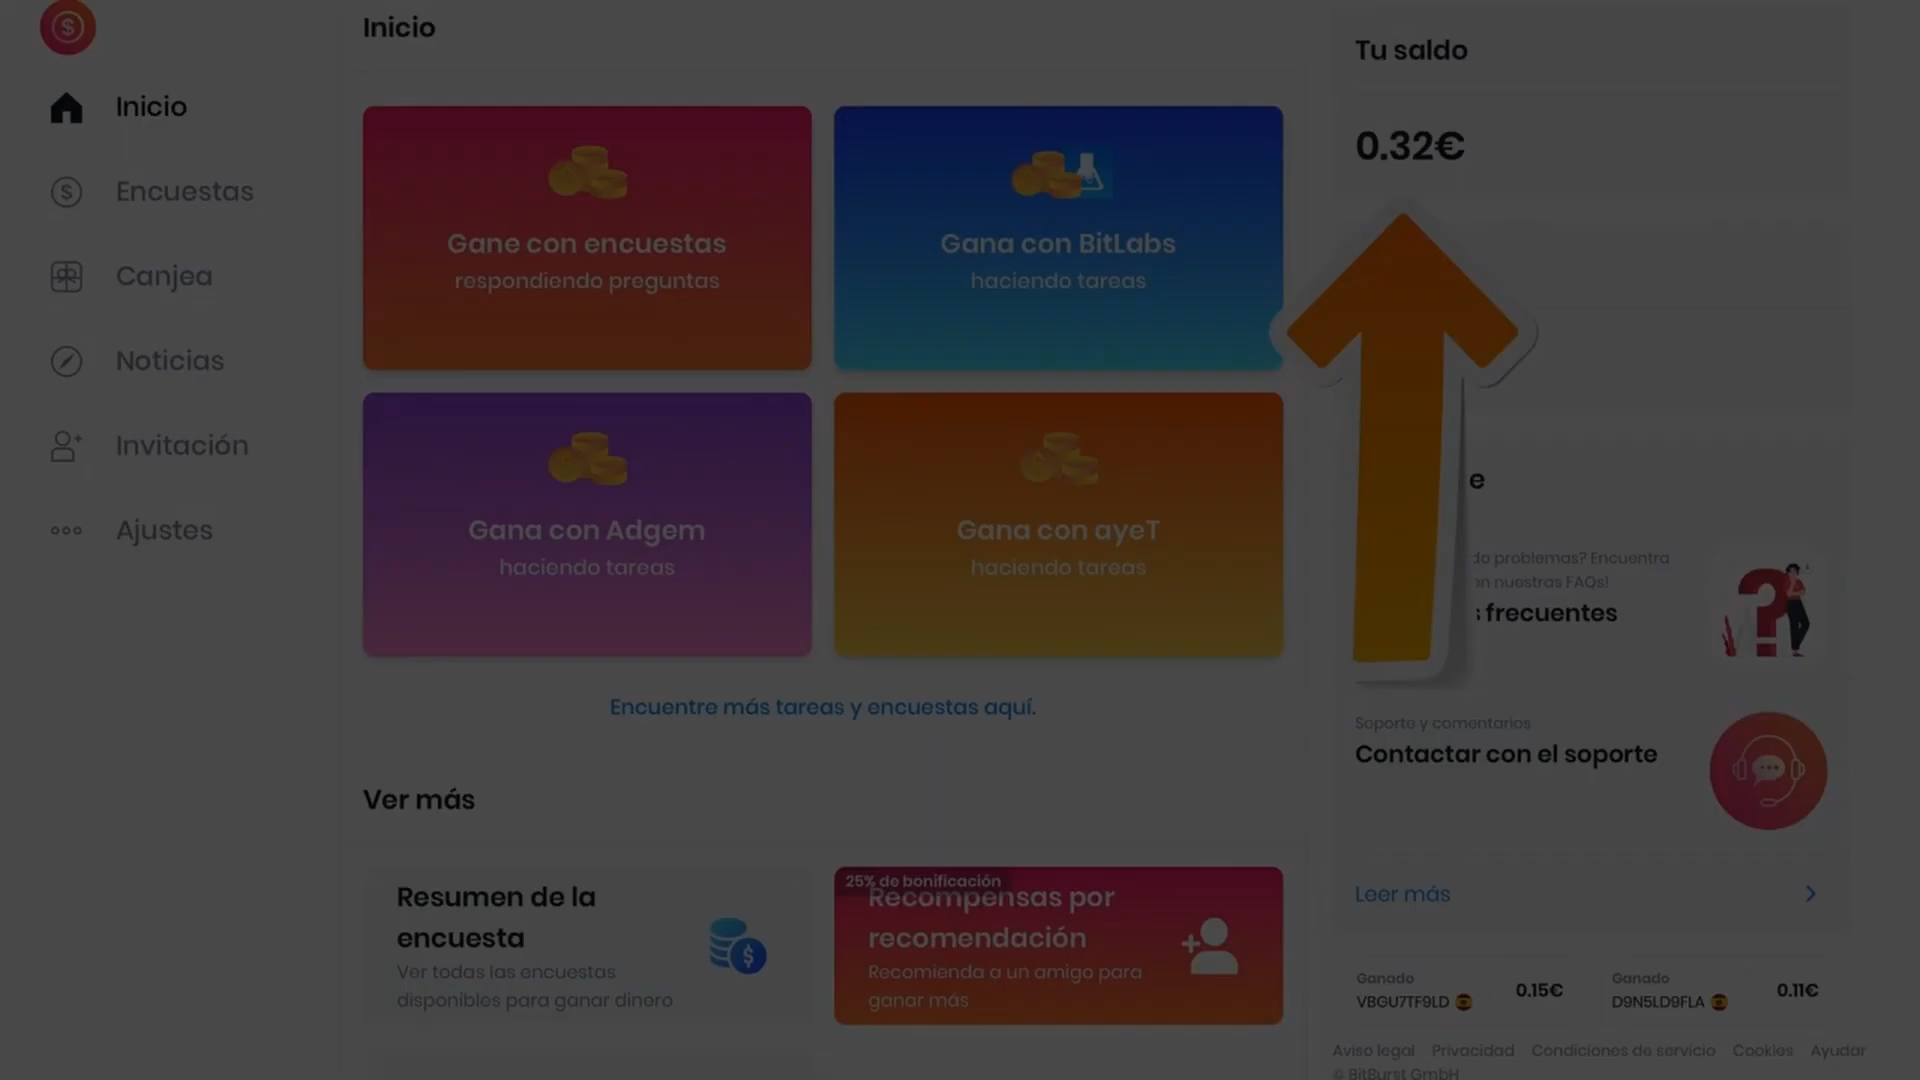 Inicio
Encuestas
Canjea
Noticias
Invitación
Ajustes
Inicio
Gane con encuestas
respondiendo preguntas
Gana con BitLabs
haciendo tareas
Gana con Adgem
haciendo tareas
Gana con ayeT
haciendo tareas
Encuentre más tareas y encuestas aquí.
Ver más
Resumen de la
encuesta
Ver todas las encuestas
disponibles para ganar dinero
25% de bonificación
Recompensas por
recomendación
Recomienda a un amigo para
ganar más
Tu saldo
0.32€
problemas? Encuentra
nuestras FAQs!
frecuentes
Soporte y comentarios
Contactar con el soporte
Leer más
Ganado
VBGU7TF9LD
0.15€
Ganado
D9N5LD9FLA
0.11€
Aviso legal Privacidad Condiciones de servicio Cookies Ayudar
© BitBurst GmbH